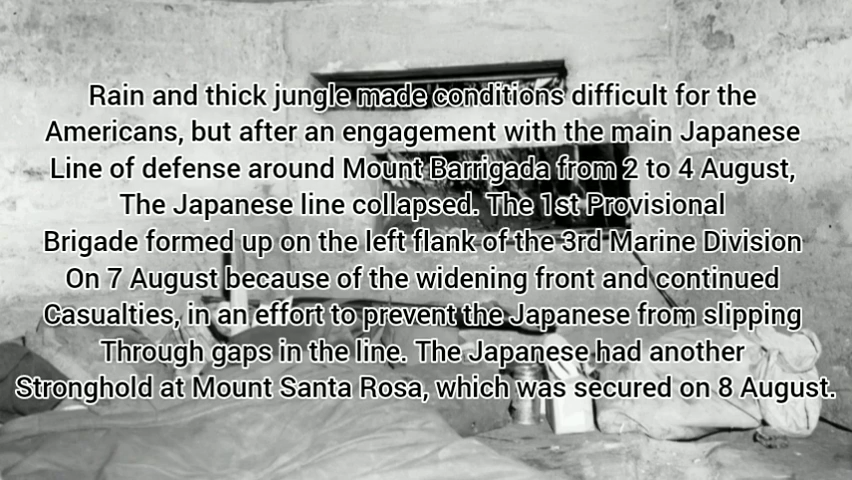 Rain and thick jungle made conditions difficult for the
Americans, but after an engagement with the main Japanese
Line of defense around Mount Barrigada from 2 to 4 August,
The Japanese line collapsed. The 1st Provisional
Brigade formed up on the left flank of the 3rd Marine Division
On 7 August because of the widening front and continued
Casualties, in an effort to prevent the Japanese from slipping
Through gaps in the line. The Japanese had another
Stronghold at Mount Santa Rosa, which was secured on 8 August.